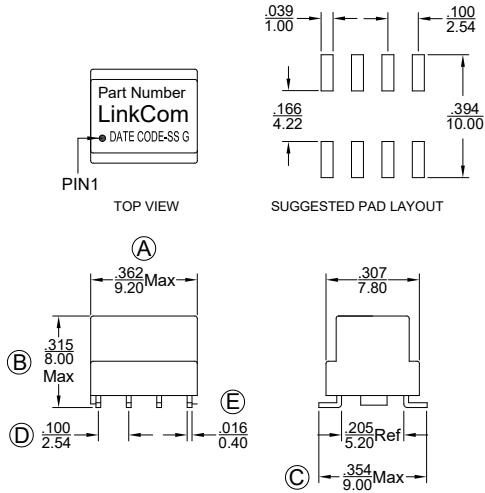 .039
1.00
.100
2.54
Part Number
LinkCom
DATE CODE-SS G
.166
4.22
.394
10.00
PIN1
TOP VIEW
SUGGESTED PAD LAYOUT
A
.362
9.20 Max
.307
7.80
B
.315
8.00
Max
E
D
.100
2.54
.016
0.40
.205
5.20 Ref
C
.354
9.00 Max